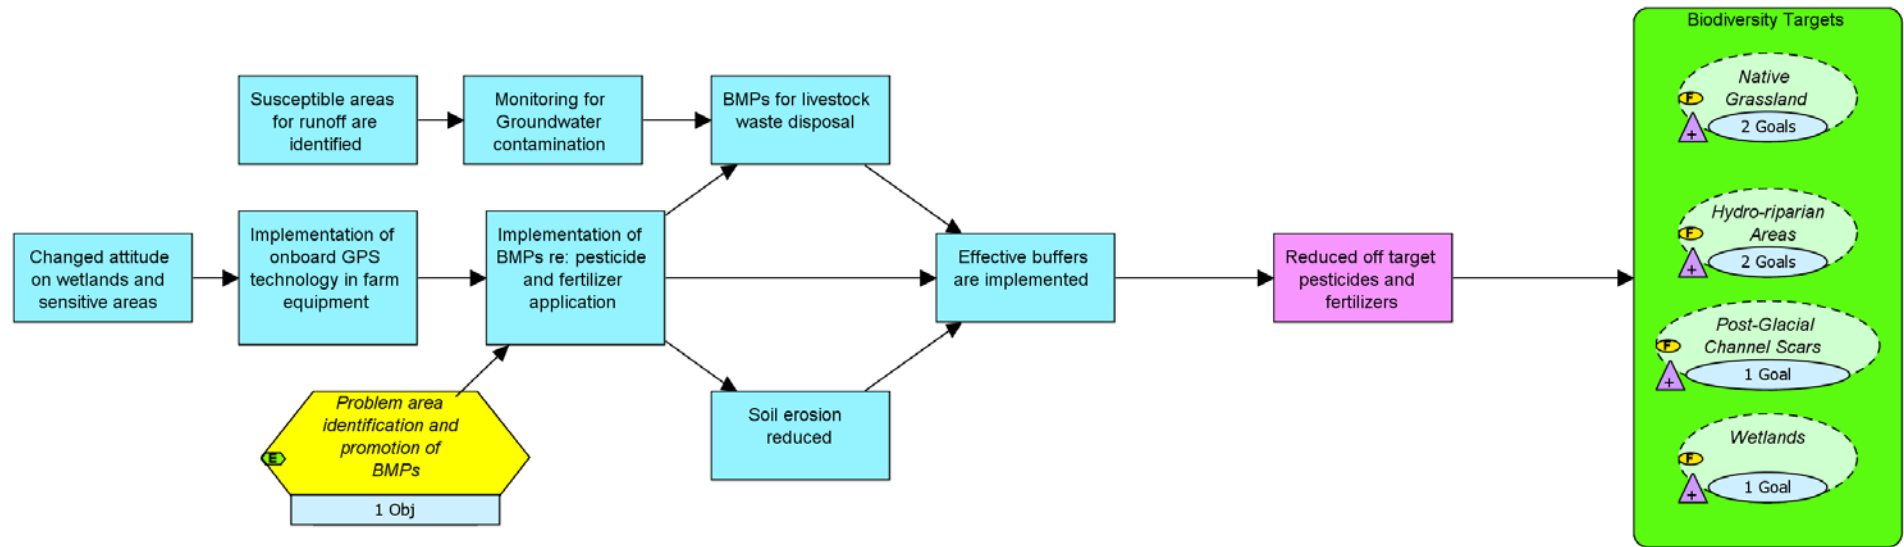 Biodiversity Targets
Susceptible areas
for runoff are
identified
Monitoring for
Groundwater
contamination
BMPs for livestock
waste disposal
Changed attitude
on wetlands and
sensitive areas
Implementation of
onboard GPS
technology in farm
equipment
Implementation of
BMPs re: pesticide
and fertilizer
application
Effective buffers
are implemented
Reduced off target
pesticides and
fertilizers
Problem area
identification and
promotion of
BMPs
E
1 Obj
Soil erosion
reduced
Native
Grassland
F
+
2 Goals
Hydro-riparian
Areas
F
+
2 Goals
Post-Glacial
Channel Scars
F
+
1 Goal
Wetlands
F
+
1 Goal